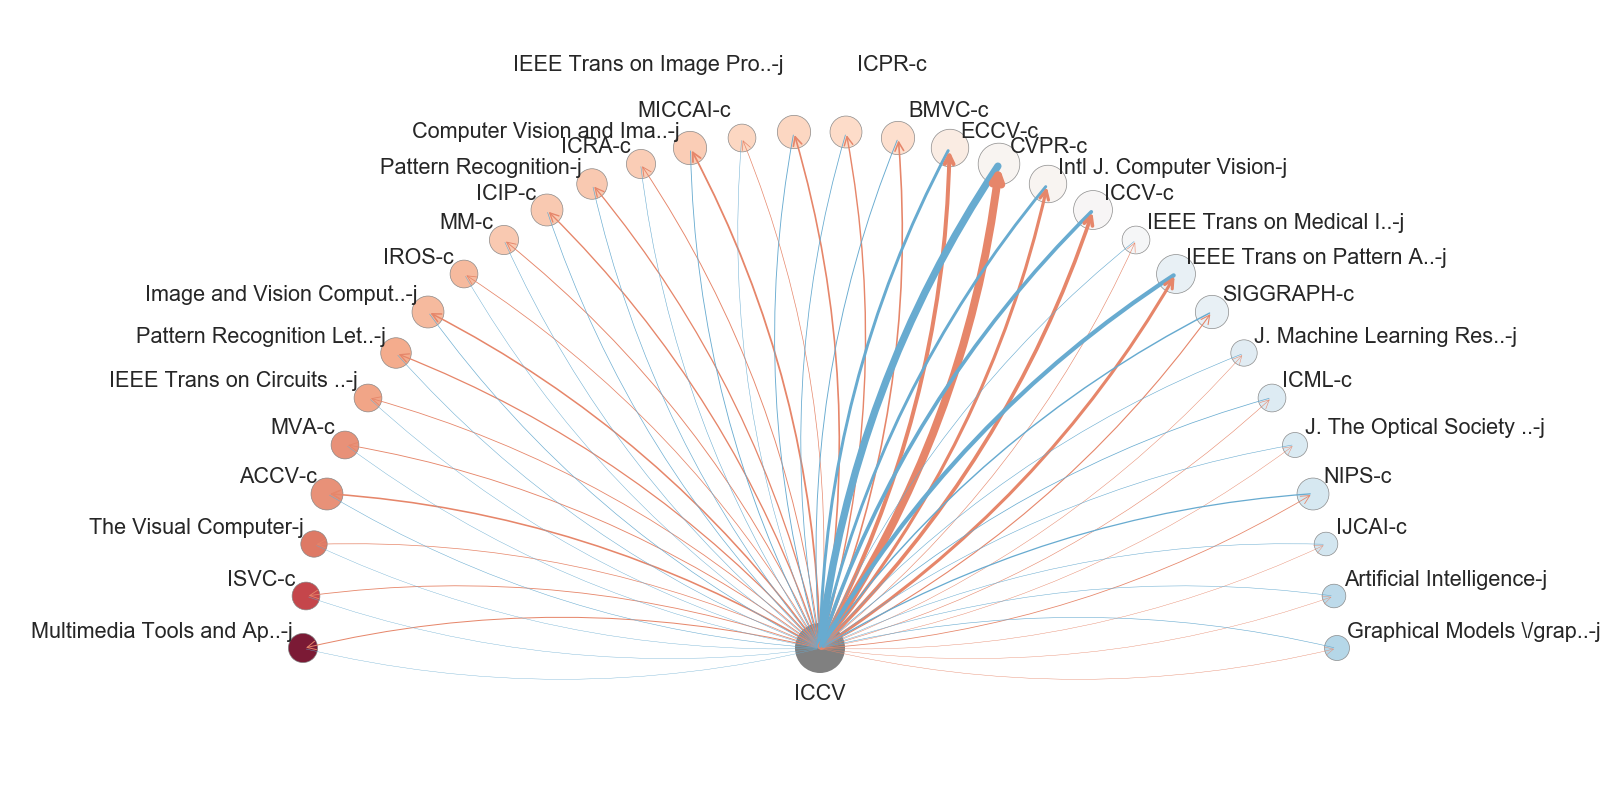 IEEE Trans on Image Pro..-j
ICPR-c
MICCAI-c
BMVC-c
Computer Vision and Ima..-j
ECCV-c
ICRA-c
CVPR-c
Pattern Recognition-j
Intl J. Computer Vision-j
ICIP-c
ICCV-c
MM-c
IEEE Trans on Medical I..-j
IROS-c
IEEE Trans on Pattern A..-j
Image and Vision Comput..-j
SIGGRAPH-c
Pattern Recognition Let..-j
J. Machine Learning Res..-j
IEEE Trans on Circuits ..-j
ICML-c
MVA-c
J. The Optical Society ..-j
ACCV-c
NIPS-c
The Visual Computer-j
IJCAI-c
ISVC-c
Artificial Intelligence-j
Multimedia Tools and Ap..-j
Graphical Models \/grap..-j
ICCV